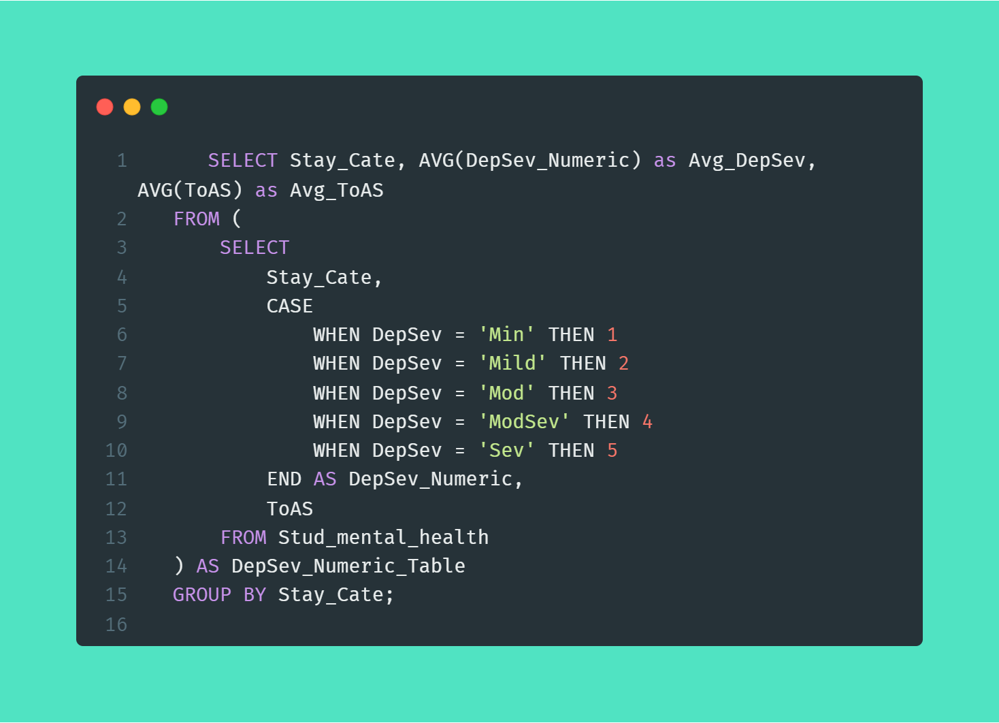 1 SELECT Stay_Cate, AVG(DepSev_Numeric) as Avg_DepSev,
AVG(ToAS) as Avg_ToAS
2 FROM (
3 SELECT
4 Stay_Cate,
5 CASE
6 WHEN DepSev = 'Min' THEN 1
7 WHEN DepSev = 'Mild' THEN 2
8 WHEN DepSev = 'Mod' THEN 3
9 WHEN DepSev = 'ModSev' THEN 4
10 WHEN DepSev = 'Sev' THEN 5
11 END AS DepSev_Numeric,
12 ToAS
13 FROM Stud_mental_health
14 ) AS DepSev_Numeric_Table
15 GROUP BY Stay_Cate;
16